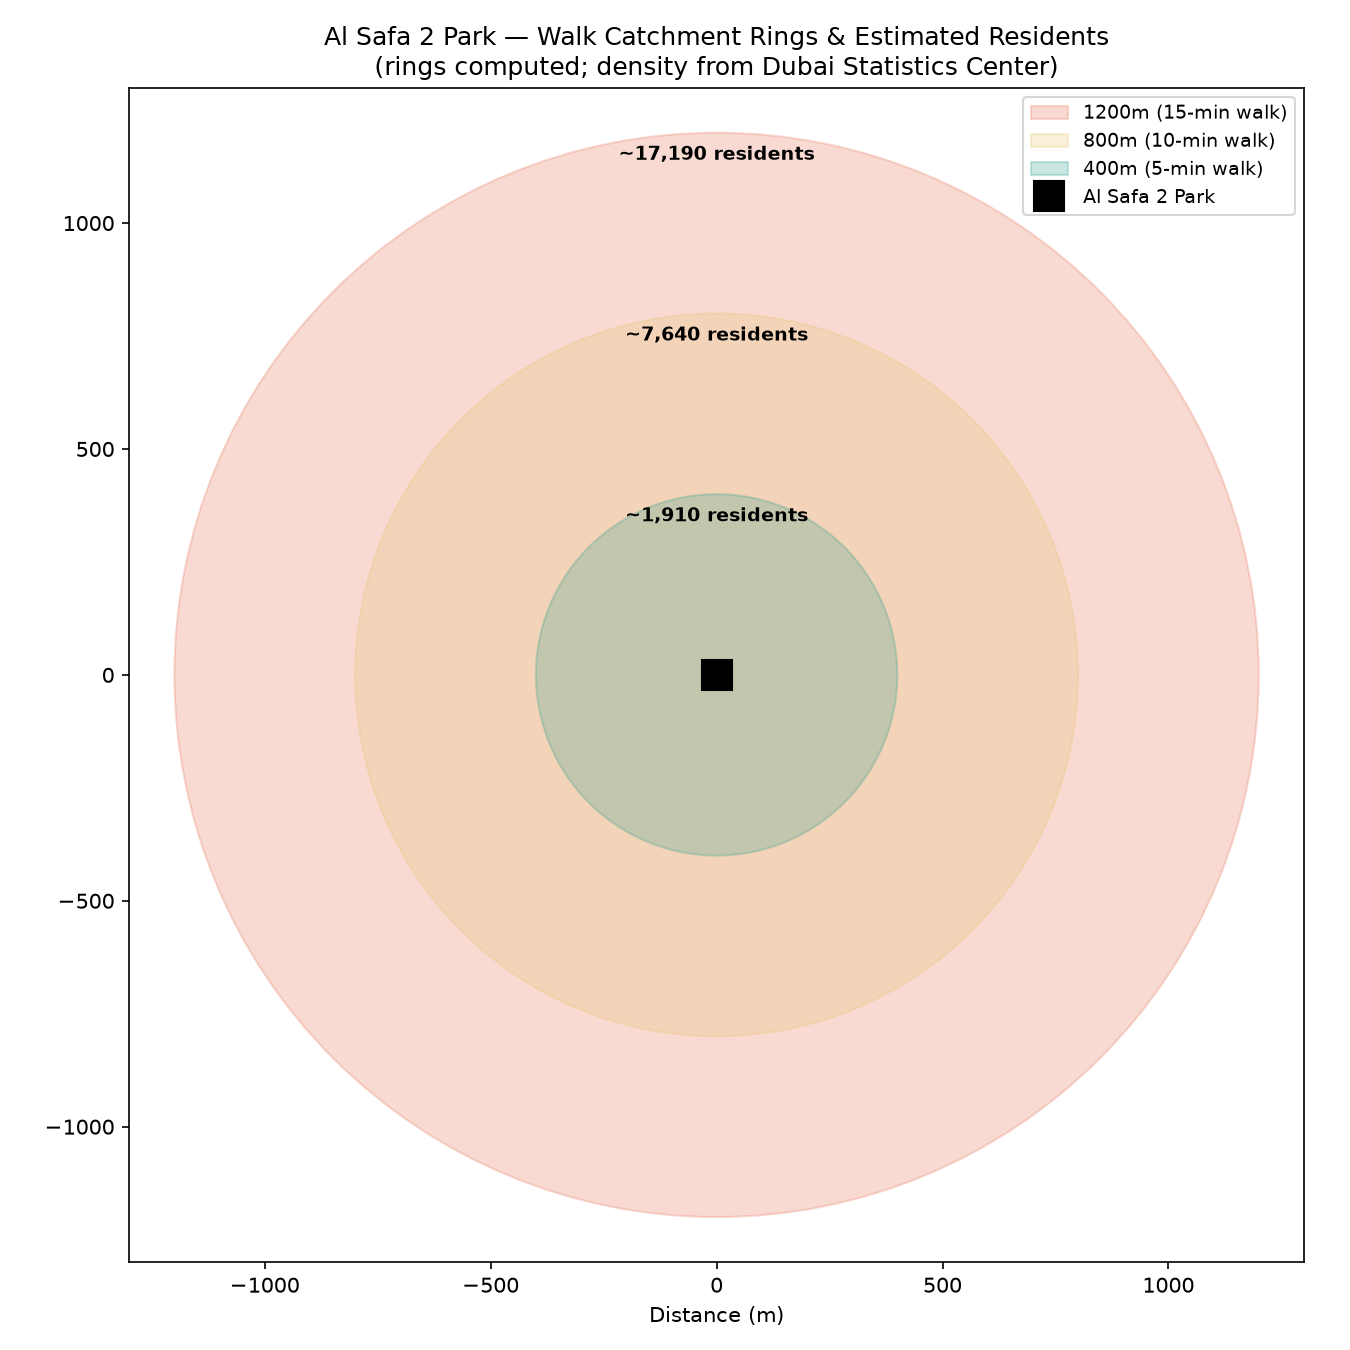 Al Safa 2 Park — Walk Catchment Rings & Estimated Residents
(rings computed; density from Dubai Statistics Center)
1200m (15-min walk)
800m (10-min walk)
400m (5-min walk)
Al Safa 2 Park
~17,190 residents
~7,640 residents
~1,910 residents
1000
500
0
−500
−1000
−1000
−500
0
500
1000
Distance (m)